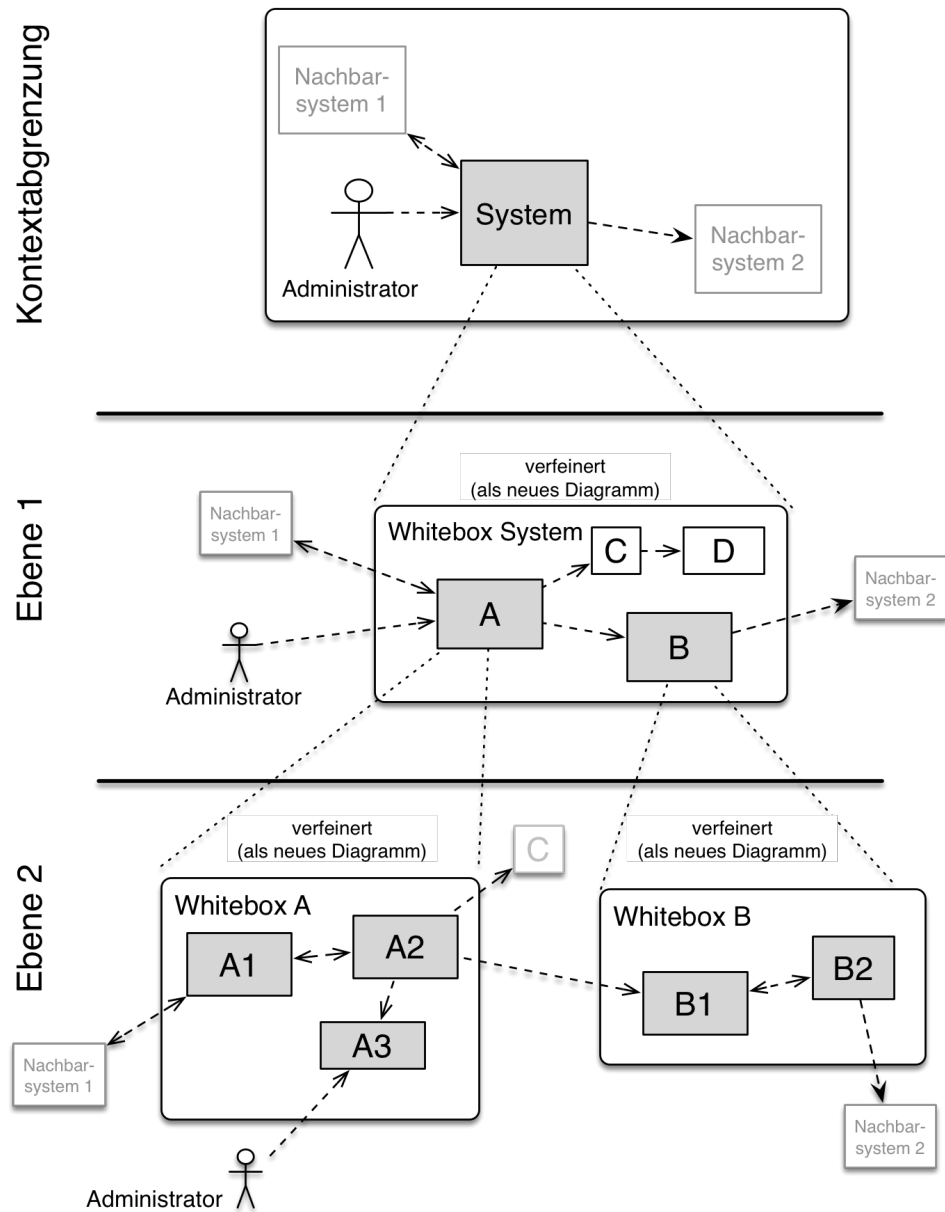 Kontextabgrenzung
Nachbar-
system 1
System
Administrator
Nachbar-
system 2
Ebene 1
verfeinert
(als neues Diagramm)
Nachbar-
system 1
Whitebox System
C
D
A
B
Nachbar-
system 2
Administrator
Ebene 2
verfeinert
(als neues Diagramm)
C
verfeinert
(als neues Diagramm)
Whitebox A
A1
A2
A3
Whitebox B
B1
B2
Nachbar-
system 1
Nachbar-
system 2
Administrator